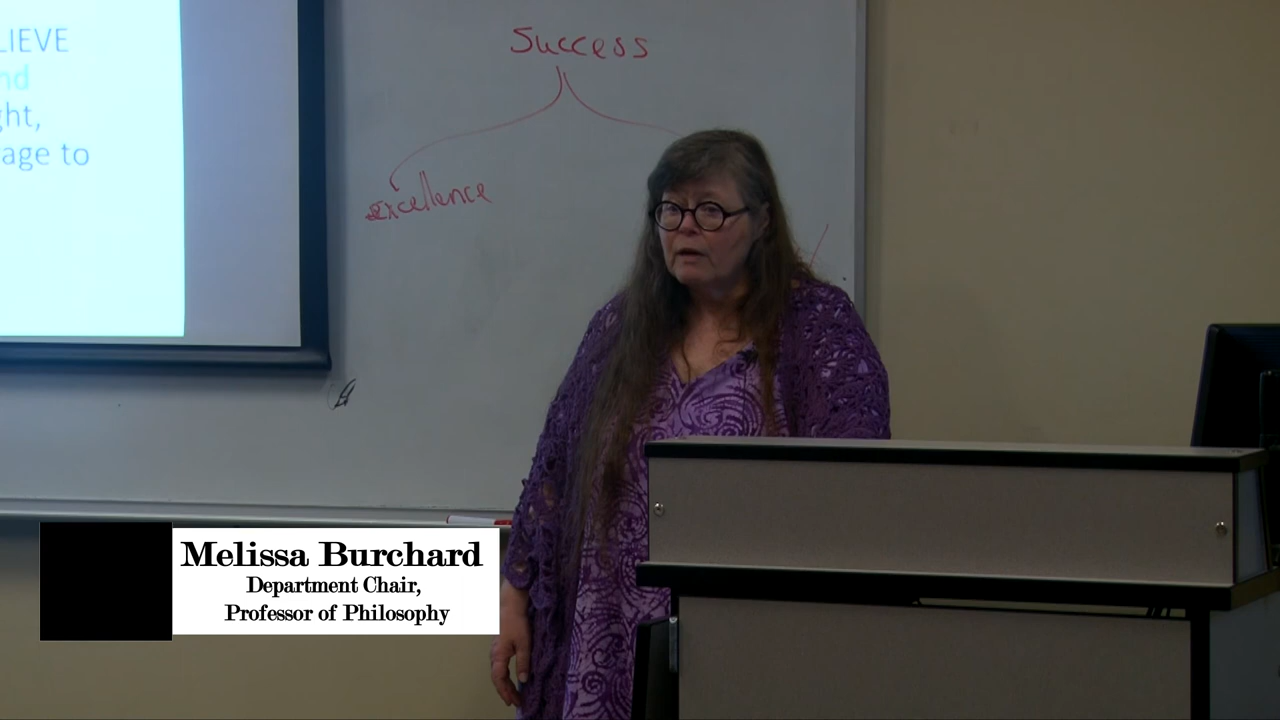 LIEVE
nd
ght,
age to
Success
excellence
Melissa Burchard
Department Chair,
Professor of Philosophy